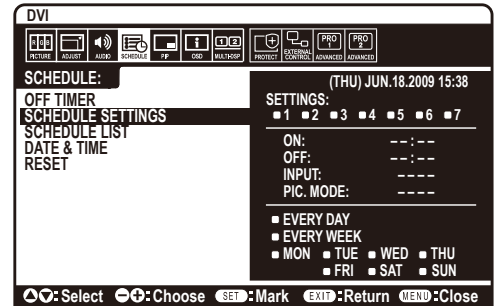 DVI
RGB 12 PRO 1 PRO 2
PICTURE ADJUST AUDIO SCHEDULE PIP OSD MULTI-DSP PROTECT EXTERNAL CONTROL ADVANCED ADVANCED
SCHEDULE:
OFF TIMER
SCHEDULE SETTINGS
SCHEDULE LIST
DATE & TIME
RESET
(THU) JUN.18.2009 15:38
SETTINGS:
1 2 3 4 5 6 7
ON: --:--
OFF: --:--
INPUT: ----
PIC. MODE: ----
EVERY DAY
EVERY WEEK
MON TUE WED THU
FRI SAT SUN
:Select :Choose SET:Mark EXIT:Return MENU:Close